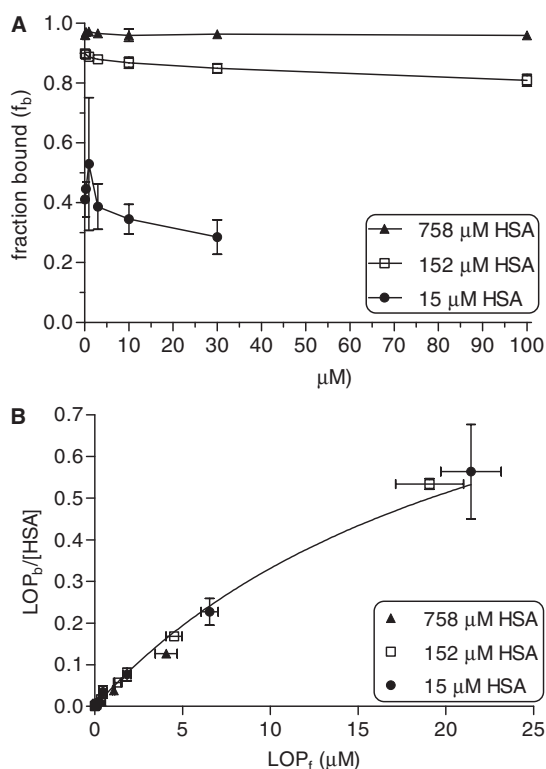 A
fraction bound (fb)
1.0
0.8
0.6
0.4
0.2
0.0
758 μM HSA
152 μM HSA
15 μM HSA
0 10 20 30 40 50 60 70 80 90 100
μM)
B
LOPb/[HSA]
0.7
0.6
0.5
0.4
0.3
0.2
0.1
0.0
758 μM HSA
152 μM HSA
15 μM HSA
0 5 10 15 20 25
LOPf (μM)